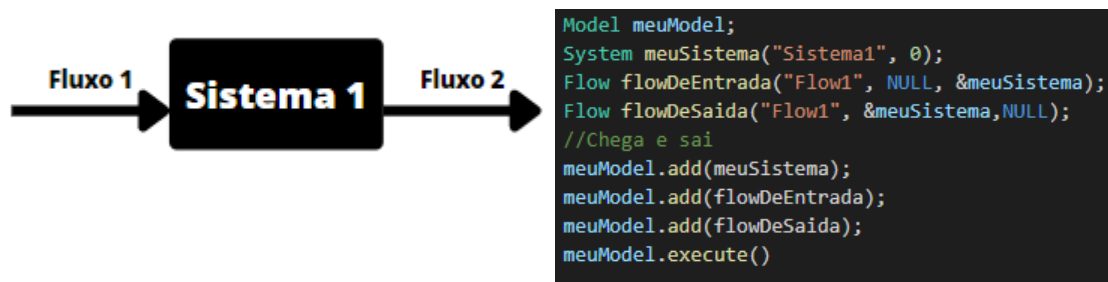 Fluxo 1
Sistema 1
Fluxo 2
Model meuModel;
System meuSistema("Sistema1", 0);
Flow flowDeEntrada("Flow1", NULL, &meuSistema);
Flow flowDeSaida("Flow1", &meuSistema,NULL);
//Chega e sai
meuModel.add(meuSistema);
meuModel.add(flowDeEntrada);
meuModel.add(flowDeSaida);
meuModel.execute()